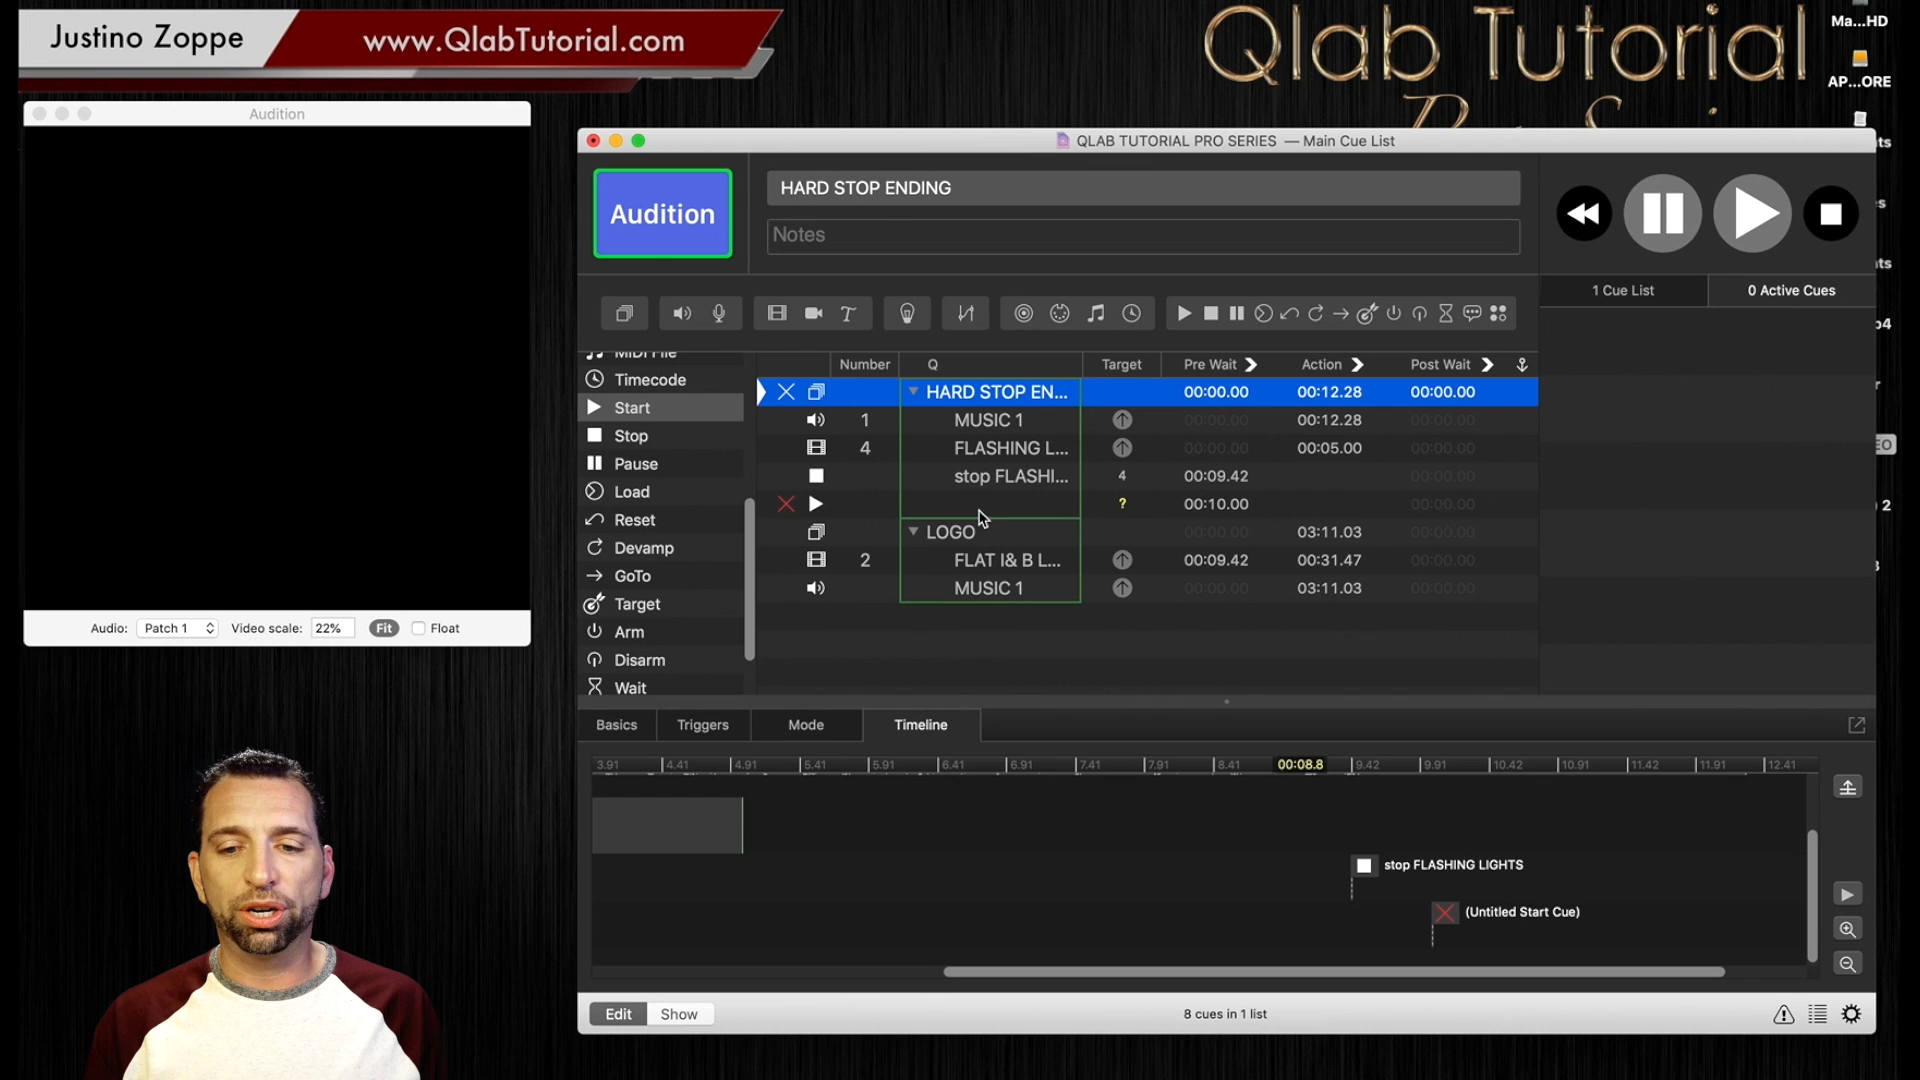 Justino Zoppe
www.QlabTutorial.com
Qlab Tutorial
Ma...HD
AP...ORE
Audition
QLAB TUTORIAL PRO SERIES — Main Cue List
Audition
HARD STOP ENDING
Notes
1 Cue List
0 Active Cues
Number Q Target Pre Wait Action Post Wait
MIDI File
Timecode
Start
Stop
Pause
Load
Reset
Devamp
GoTo
Target
Arm
Disarm
Wait
HARD STOP EN... 00:00.00 00:12.28 00:00.00
1 MUSIC 1 00:00.00 00:12.28 00:00.00
4 FLASHING L... 00:00.00 00:05.00 00:00.00
stop FLASHI... 4 00:09.42
? 00:10.00
LOGO 00:00.00 03:11.03 00:00.00
2 FLAT I& B L... 00:09.42 00:31.47 00:00.00
MUSIC 1 00:00.00 03:11.03 00:00.00
Audio: Patch 1 Video scale: 22% Fit Float
Basics Triggers Mode Timeline
3.91 4.41 4.91 5.41 5.91 6.41 6.91 7.41 7.91 8.41 00:08.8 9.42 9.91 10.42 10.91 11.42 11.91 12.41
stop FLASHING LIGHTS
(Untitled Start Cue)
Edit Show
8 cues in 1 list